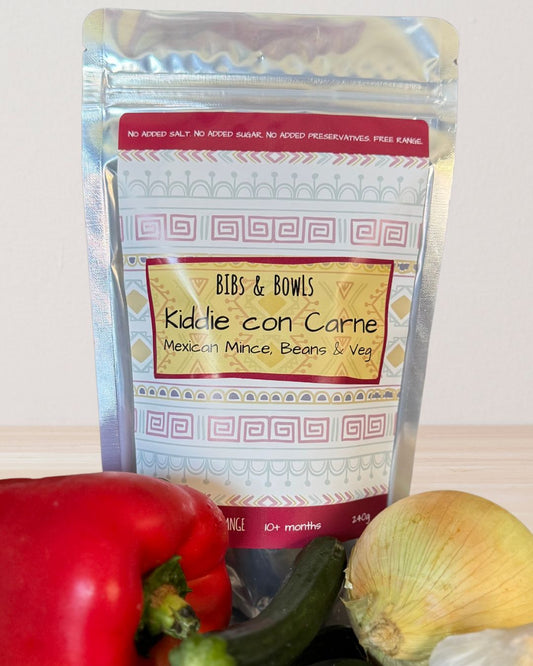 No added salt. No added sugar. No added preservatives. Free range.
BIBS & BOWLS
Kiddie con Carne
Mexican Mince, Beans & Veg
10+ months 240g